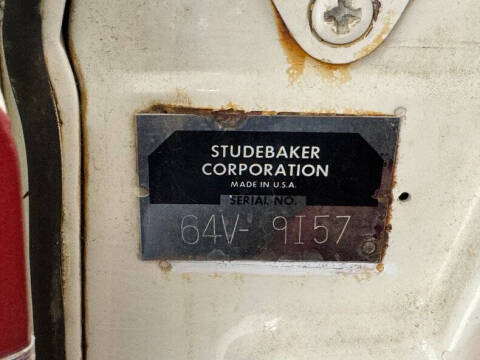 STUDEBAKER
CORPORATION
MADE IN U.S.A.
SERIAL NO.
64V- 9157